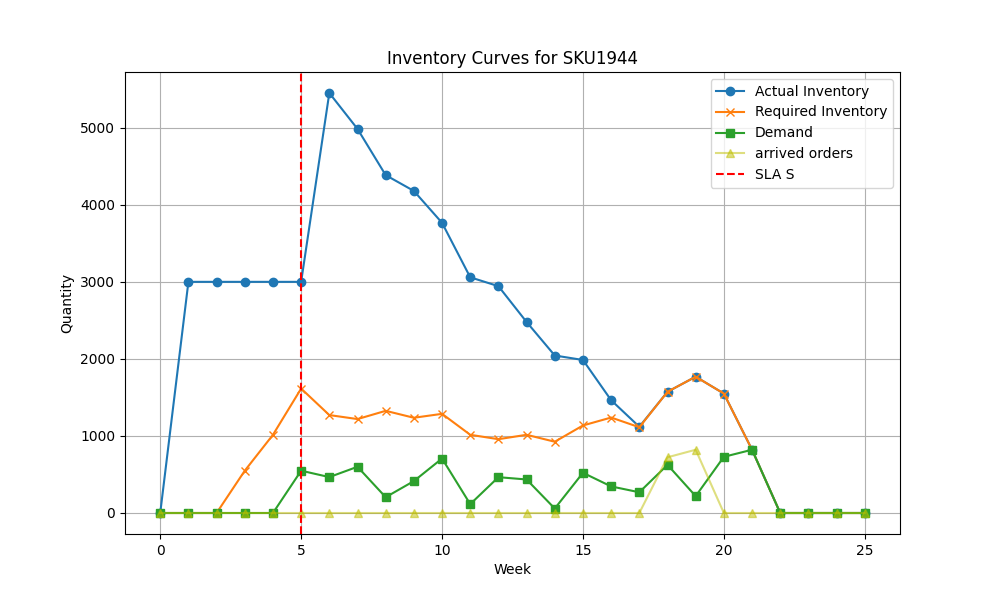 Inventory Curves for SKU1944
Actual Inventory
Required Inventory
Demand
arrived orders
SLA S
Quantity
5000
4000
3000
2000
1000
0
0 5 10 15 20 25
Week